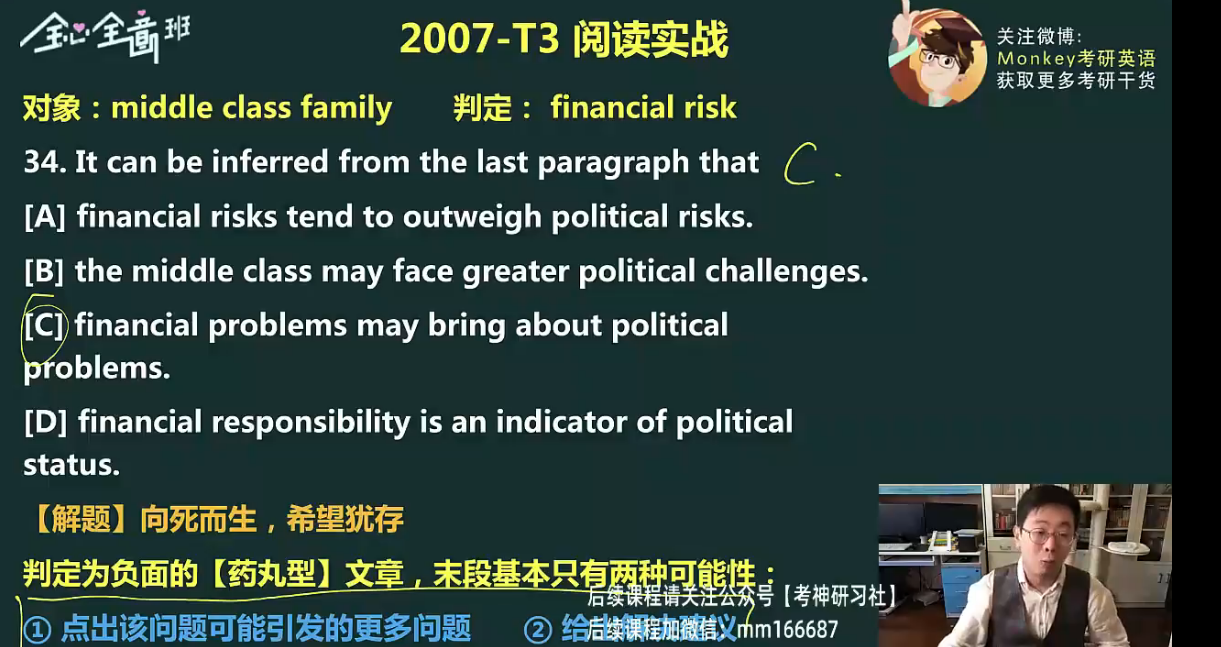 全心全意班
2007-T3 阅读实战
关注微博:
Monkey考研英语
获取更多考研干货
对象：middle class family 判定： financial risk
34. It can be inferred from the last paragraph that C.
[A] financial risks tend to outweigh political risks.
[B] the middle class may face greater political challenges.
[C] financial problems may bring about political
problems.
[D] financial responsibility is an indicator of political
status.
【解题】向死而生，希望犹存
判定为负面的【药丸型】文章，末段基本只有两种可能性：
后续课程请关注公众号【考神研习社】
① 点出该问题可能引发的更多问题 ② 给
后续课程加微信：mm166687